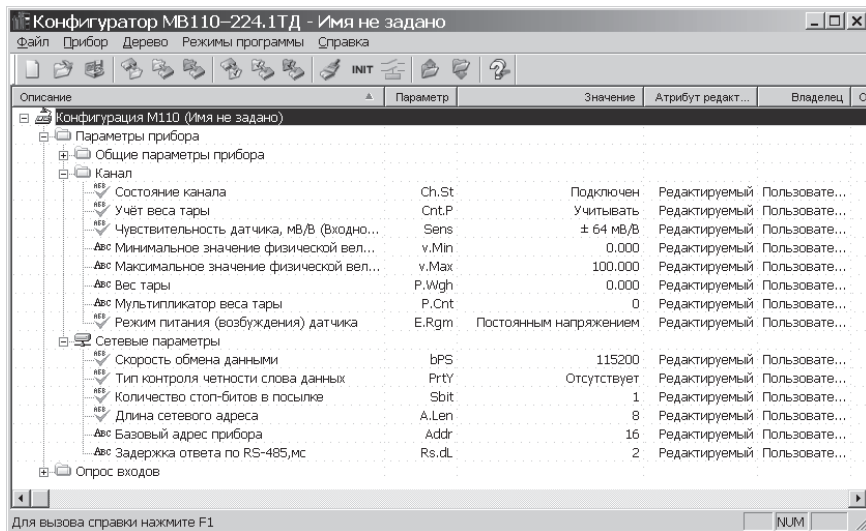 Конфигуратор МВ110–224.1ТД - Имя не задано
Файл Прибор Дерево Режимы программы Справка
INIT
Описание Параметр Значение Атрибут редакт... Владелец
Конфигурация М110 (Имя не задано)
Параметры прибора
Общие параметры прибора
Канал
Состояние канала Ch.St Подключен Редактируемый Пользовате...
Учёт веса тары Cnt.P Учитывать Редактируемый Пользовате...
Чувствительность датчика, мВ/В (Входно... Sens ± 64 мВ/В Редактируемый Пользовате...
Минимальное значение физической вел... v.Min 0.000 Редактируемый Пользовате...
Максимальное значение физической вел... v.Max 100.000 Редактируемый Пользовате...
Вес тары P.Wgh 0.000 Редактируемый Пользовате...
Мультипликатор веса тары P.Cnt 0 Редактируемый Пользовате...
Режим питания (возбуждения) датчика E.Rgm Постоянным напряжением Редактируемый Пользовате...
Сетевые параметры
Скорость обмена данными bPS 115200 Редактируемый Пользовате...
Тип контроля четности слова данных PrtY Отсутствует Редактируемый Пользовате...
Количество стоп-битов в посылке Sbit 1 Редактируемый Пользовате...
Длина сетевого адреса A.Len 8 Редактируемый Пользовате...
Базовый адрес прибора Addr 16 Редактируемый Пользовате...
Задержка ответа по RS-485,мс Rs.dL 2 Редактируемый Пользовате...
Опрос входов
Для вызова справки нажмите F1 NUM